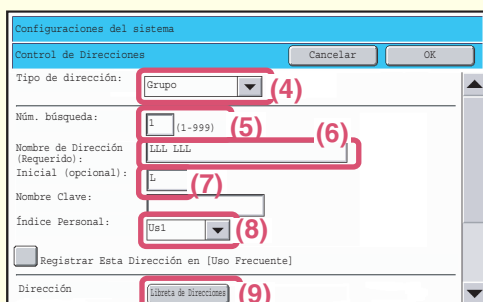 Configuraciones del sistema
Control de Direcciones Cancelar OK
Tipo de dirección: Grupo (4)
Núm. búsqueda: 1 (1-999) (5) (6)
Nombre de Dirección LLL LLL
(Requerido):
Inicial (opcional): L (7)
Nombre Clave:
Índice Personal: Us1 (8)
Registrar Esta Dirección en [Uso Frecuente]
Dirección Libreta de Direcciones (9)